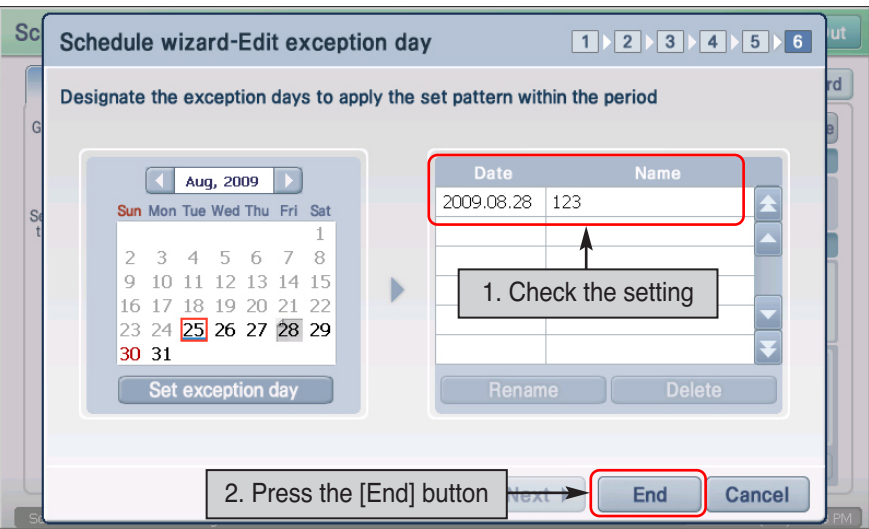 Schedule wizard-Edit exception day
1 2 3 4 5 6
Designate the exception days to apply the set pattern within the period
Aug, 2009
Sun Mon Tue Wed Thu Fri Sat
1
2 3 4 5 6 7 8
9 10 11 12 13 14 15
16 17 18 19 20 21 22
23 24 25 26 27 28 29
30 31
Set exception day
Date Name
2009.08.28 123
1. Check the setting
Rename Delete
2. Press the [End] button
Next End Cancel
PM